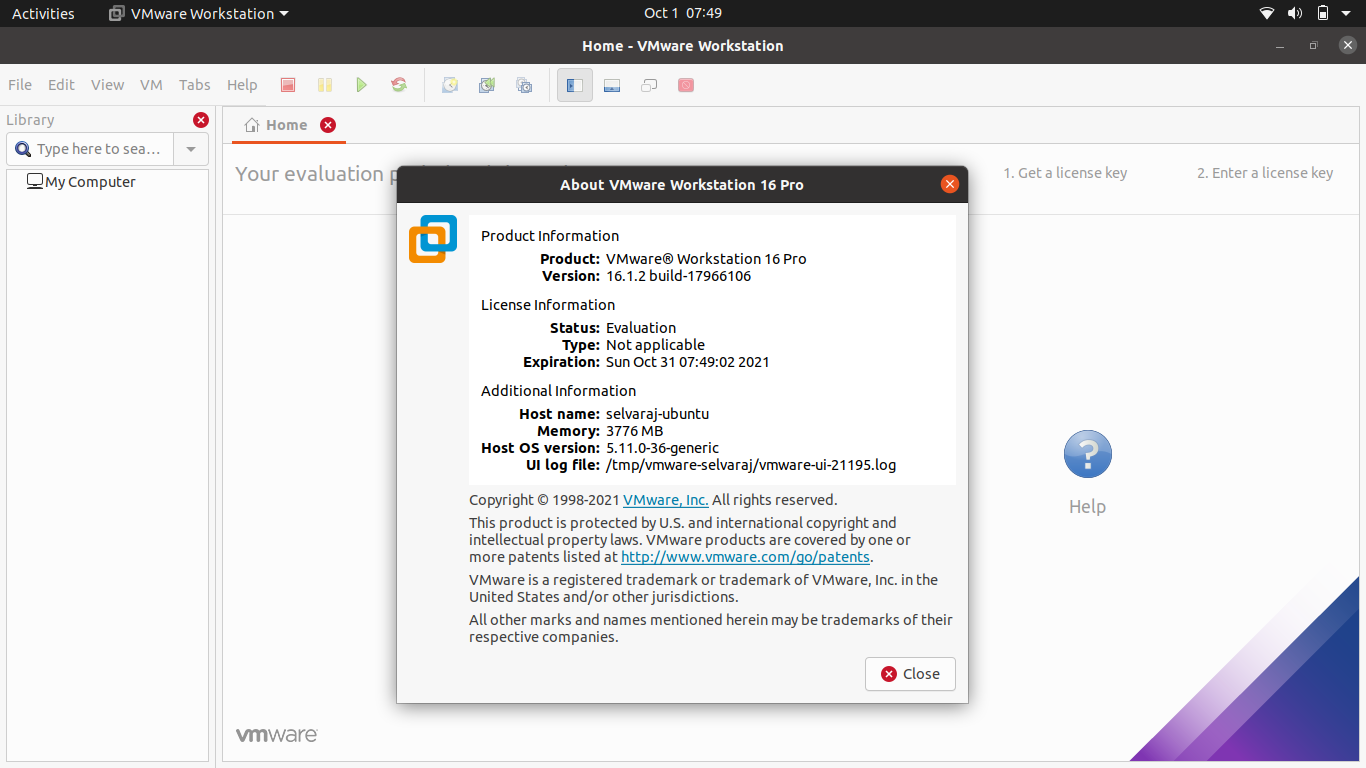 Activities VMware Workstation Oct 1 07:49
Home - VMware Workstation
File Edit View VM Tabs Help
Library
Home
Type here to sea...
My Computer
Your evaluation
1. Get a license key 2. Enter a license key
About VMware Workstation 16 Pro
Product Information
Product: VMware® Workstation 16 Pro
Version: 16.1.2 build-17966106
License Information
Status: Evaluation
Type: Not applicable
Expiration: Sun Oct 31 07:49:02 2021
Additional Information
Host name: selvaraj-ubuntu
Memory: 3776 MB
Host OS version: 5.11.0-36-generic
UI log file: /tmp/vmware-selvaraj/vmware-ui-21195.log
Copyright © 1998-2021 VMware, Inc. All rights reserved.
This product is protected by U.S. and international copyright and
intellectual property laws. VMware products are covered by one or
more patents listed at http://www.vmware.com/go/patents.
VMware is a registered trademark or trademark of VMware, Inc. in the
United States and/or other jurisdictions.
All other marks and names mentioned herein may be trademarks of their
respective companies.
Close
Help
vmware